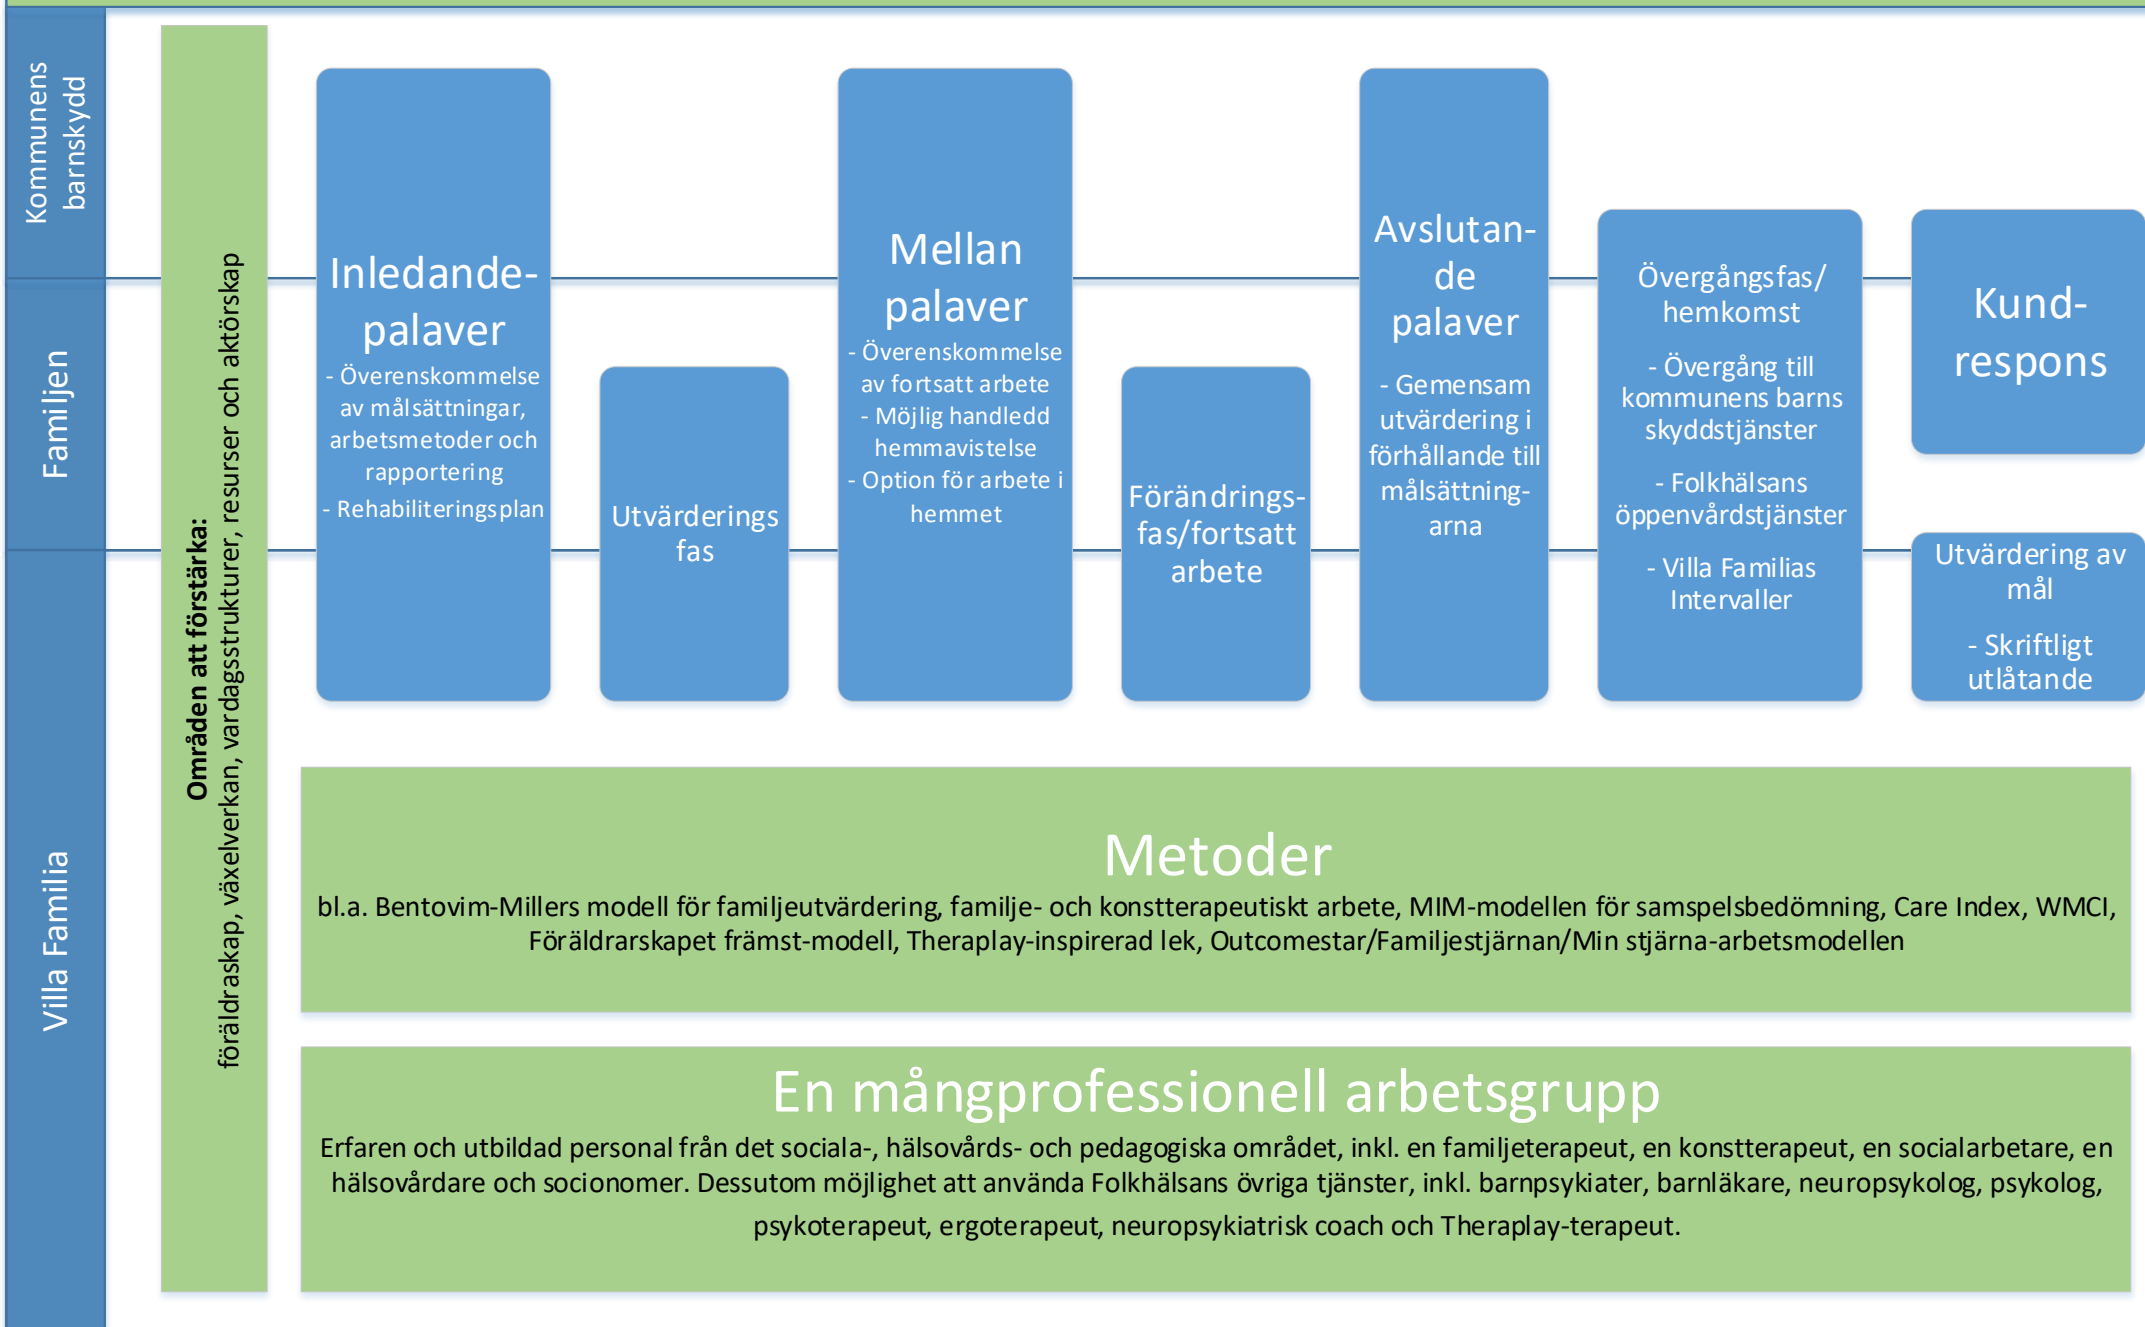 Kommunens
barnskydd
Familjen
Villa Familia
Områden att förstärka:
föräldraskap, växelverkan, vardagsstrukturer, resurser och aktörskap
Inledande-
palaver
- Överenskommelse
av målsättningar,
arbetsmetoder och
rapportering
- Rehabiliteringsplan
Utvärderings
fas
Mellan
palaver
- Överenskommelse
av fortsatt arbete
- Möjlig handledd
hemmavistelse
- Option för arbete i
hemmet
Förändrings-
fas/fortsatt
arbete
Avslutan-
de
palaver
- Gemensam
utvärdering i
förhållande till
målsättning-
arna
Övergångsfas/
hemkomst
- Övergång till
kommunens barns
skyddstjänster
- Folkhälsans
öppenvårdstjänster
- Villa Familias
Intervaller
Kund-
respons
Utvärdering av
mål
- Skriftligt
utlåtande
Metoder
bl.a. Bentovim-Millers modell för familjeutvärdering, familje- och konstterapeutiskt arbete, MIM-modellen för samspelsbedömning, Care Index, WMCI,
Föräldrarskapet främst-modell, Theraplay-inspirerad lek, Outcomestar/Familjestjärnan/Min stjärna-arbetsmodellen
En mångprofessionell arbetsgrupp
Erfaren och utbildad personal från det sociala-, hälsovårds- och pedagogiska området, inkl. en familjeterapeut, en konstterapeut, en socialarbetare, en
hälsovårdare och socionomer. Dessutom möjlighet att använda Folkhälsans övriga tjänster, inkl. barnpsykiater, barnläkare, neuropsykolog, psykolog,
psykoterapeut, ergoterapeut, neuropsykiatrisk coach och Theraplay-terapeut.